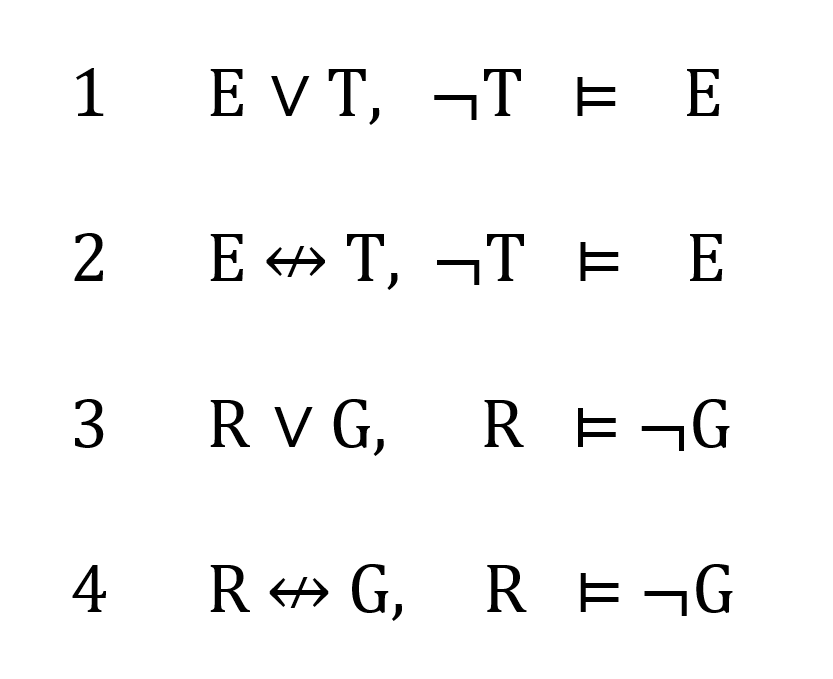 1 E ∨ T, ¬T ⊨ E
2 E ↮ T, ¬T ⊨ E
3 R ∨ G, R ⊨ ¬G
4 R ↮ G, R ⊨ ¬G